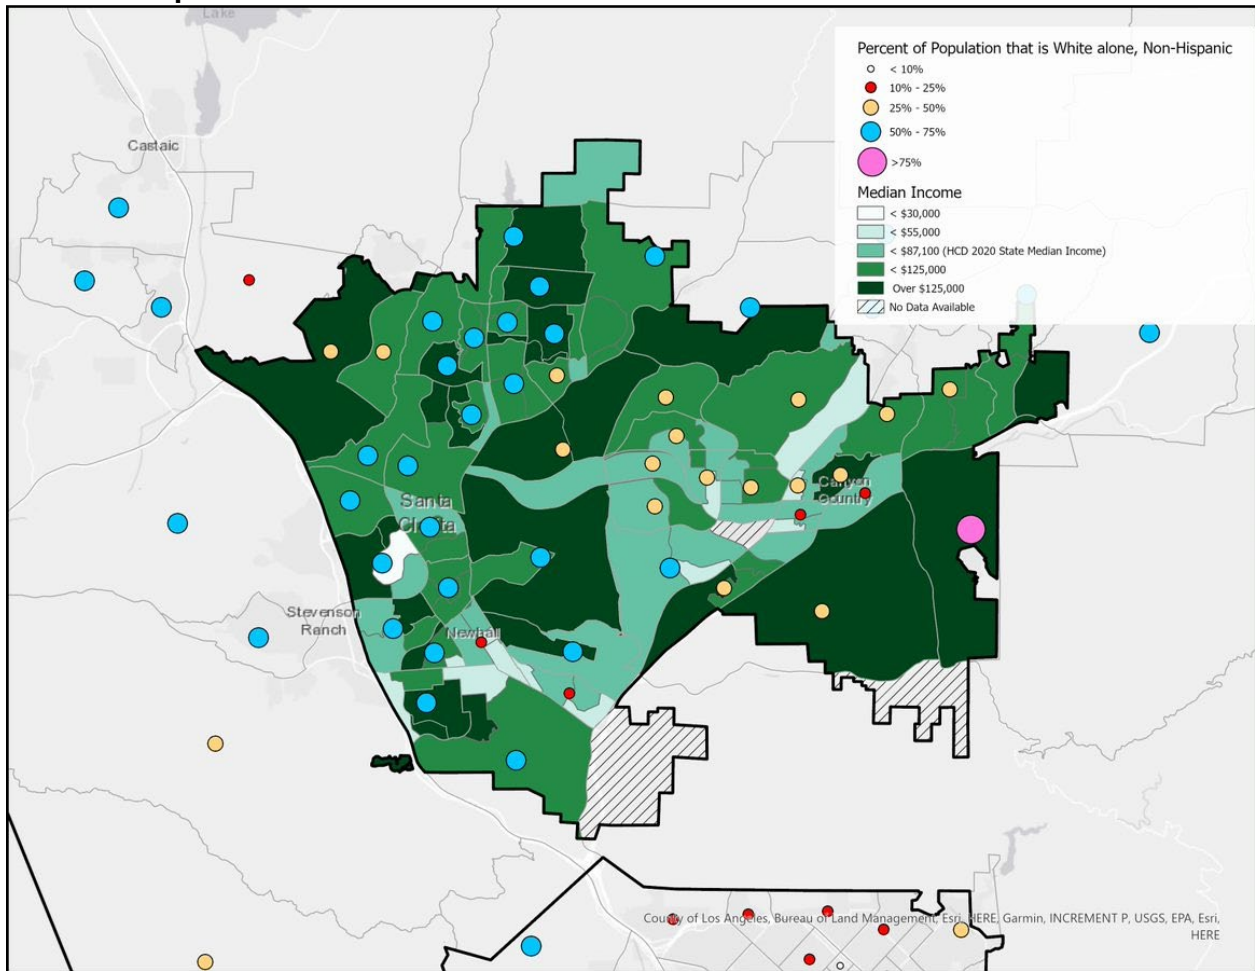 Lake
Castaic
Percent of Population that is White alone, Non-Hispanic
< 10%
10% - 25%
25% - 50%
50% - 75%
>75%
Median Income
< $30,000
< $55,000
< $87,100 (HCD 2020 State Median Income)
< $125,000
Over $125,000
No Data Available
Canyon
Country
Santa
Clarita
Stevenson
Ranch
Newhall
County of Los Angeles, Bureau of Land Management, Esri, HERE, Garmin, INCREMENT P, USGS, EPA, Esri,
HERE